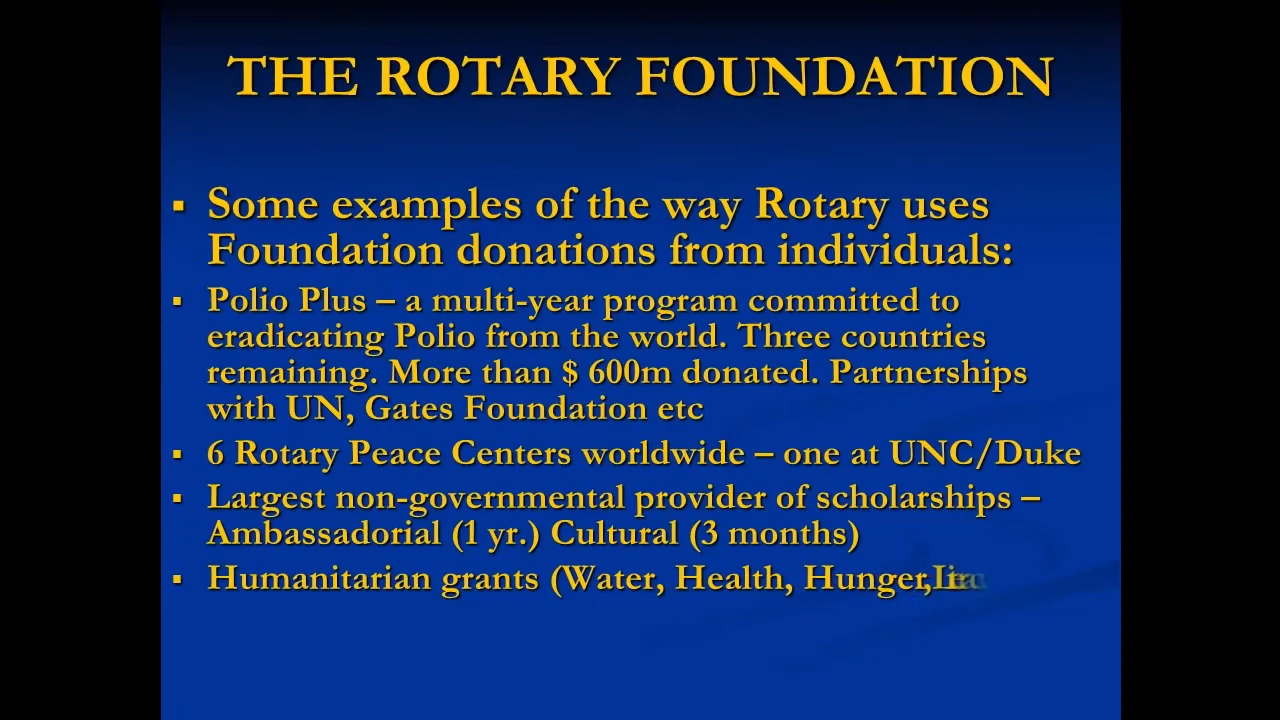 THE ROTARY FOUNDATION
▪ Some examples of the way Rotary uses
Foundation donations from individuals:
▪ Polio Plus – a multi-year program committed to
eradicating Polio from the world. Three countries
remaining. More than $ 600m donated. Partnerships
with UN, Gates Foundation etc
▪ 6 Rotary Peace Centers worldwide – one at UNC/Duke
▪ Largest non-governmental provider of scholarships –
Ambassadorial (1 yr.) Cultural (3 months)
▪ Humanitarian grants (Water, Health, Hunger,